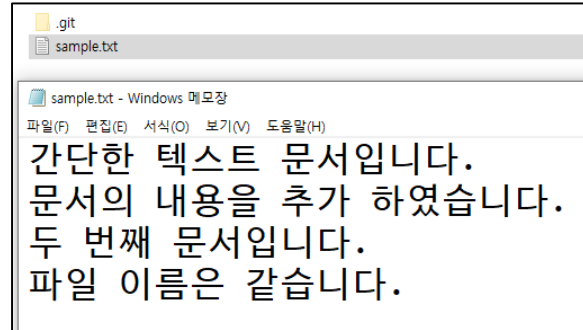 .git
sample.txt
sample.txt - Windows 메모장
파일(F) 편집(E) 서식(O) 보기(V) 도움말(H)
간단한 텍스트 문서입니다.
문서의 내용을 추가 하였습니다.
두 번째 문서입니다.
파일 이름은 같습니다.